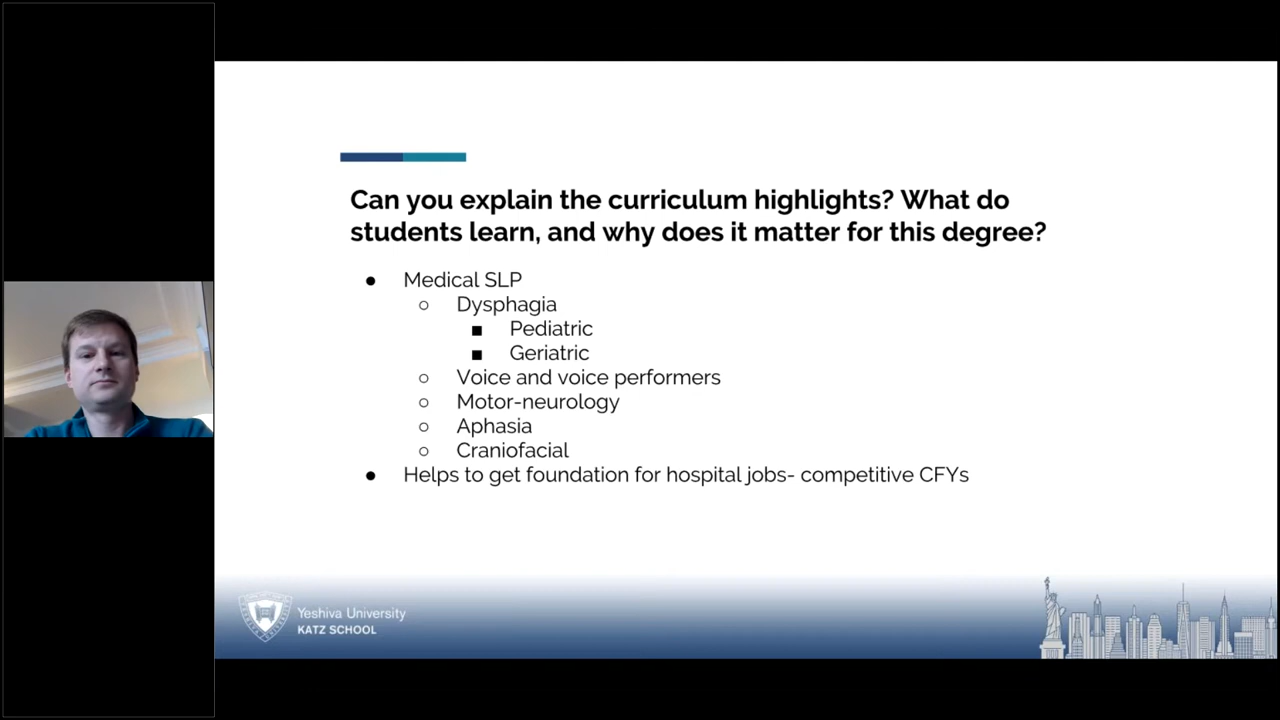 Can you explain the curriculum highlights? What do
students learn, and why does it matter for this degree?
● Medical SLP
○ Dysphagia
■ Pediatric
■ Geriatric
○ Voice and voice performers
○ Motor-neurology
○ Aphasia
○ Craniofacial
● Helps to get foundation for hospital jobs- competitive CFYs
Yeshiva University
KATZ SCHOOL